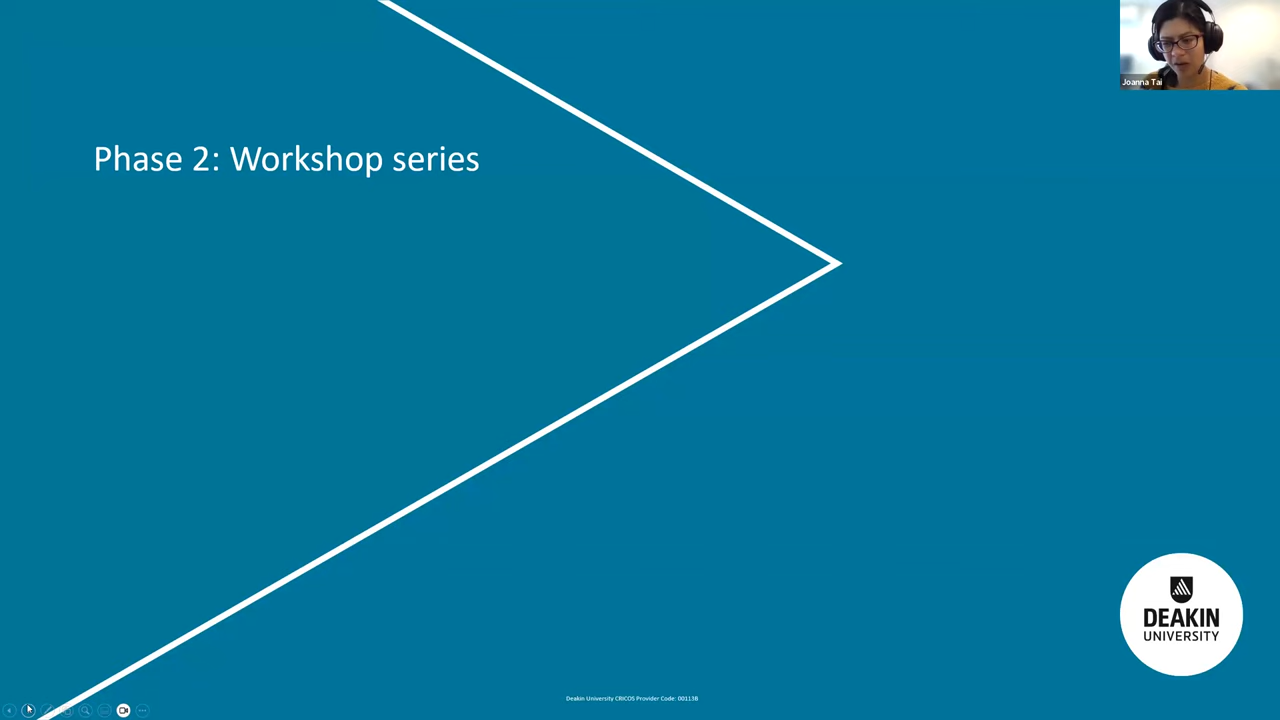 Joanna Tai
Phase 2: Workshop series
DEAKIN
UNIVERSITY
Deakin University CRICOS Provider Code: 00113B